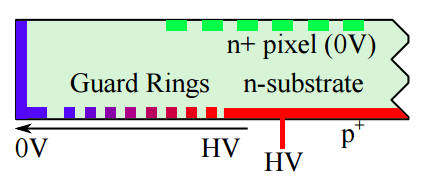 n+ pixel (0V)
Guard Rings n-substrate
0V HV HV p+